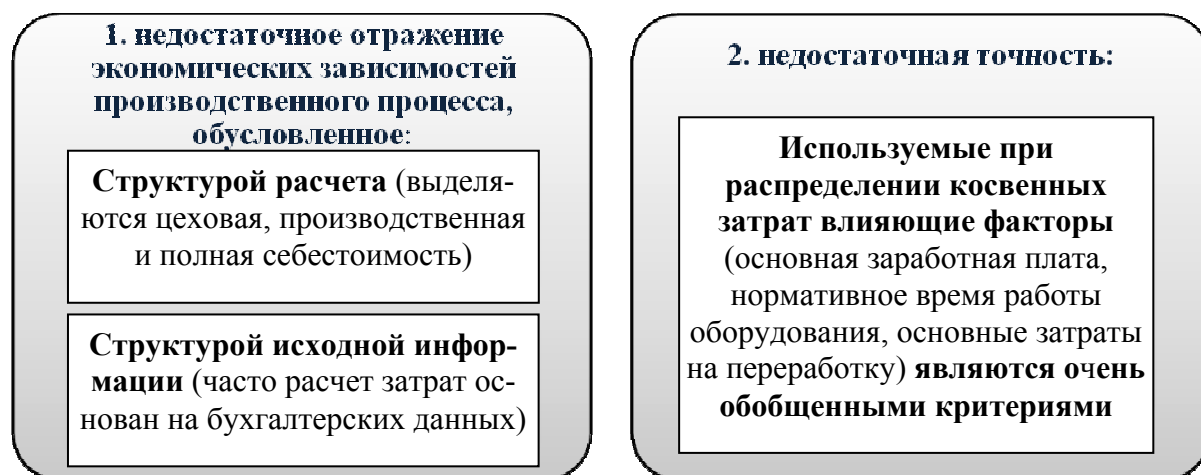 1. недостаточное отражение
экономических зависимостей
производственного процесса,
обусловленное:
Структурой расчета (выделя-
ются цеховая, производственная
и полная себестоимость)
Структурой исходной инфор-
мации (часто расчет затрат ос-
нован на бухгалтерских данных)
2. недостаточная точность:
Используемые при
распределении косвенных
затрат влияющие факторы
(основная заработная плата,
нормативное время работы
оборудования, основные затраты
на переработку) являются очень
обобщенными критериями